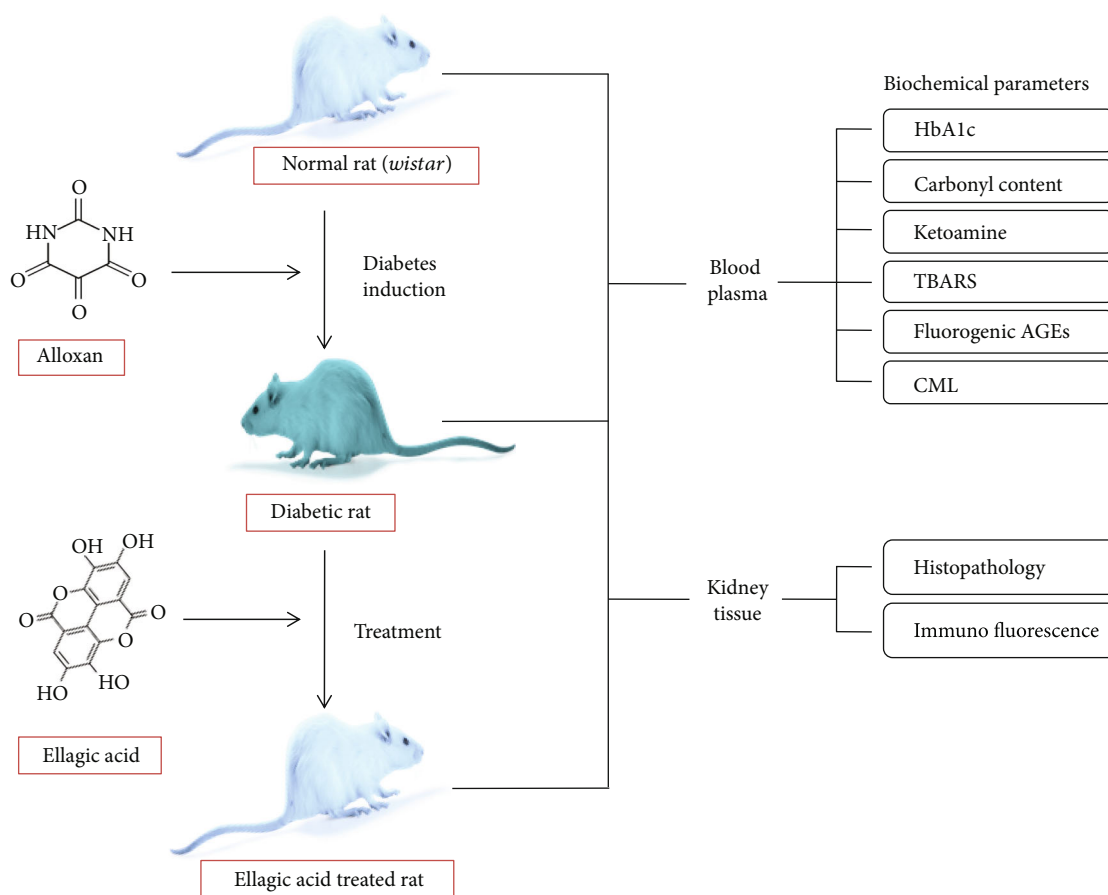 Normal rat (wistar)
O
HN
NH
O
O
O
Alloxan
Diabetes
induction
Diabetic rat
OH
OH
O
O
O
O
HO
HO
Ellagic acid
Treatment
Ellagic acid treated rat
Blood
plasma
Biochemical parameters
HbA1c
Carbonyl content
Ketoamine
TBARS
Fluorogenic AGEs
CML
Kidney
tissue
Histopathology
Immuno fluorescence